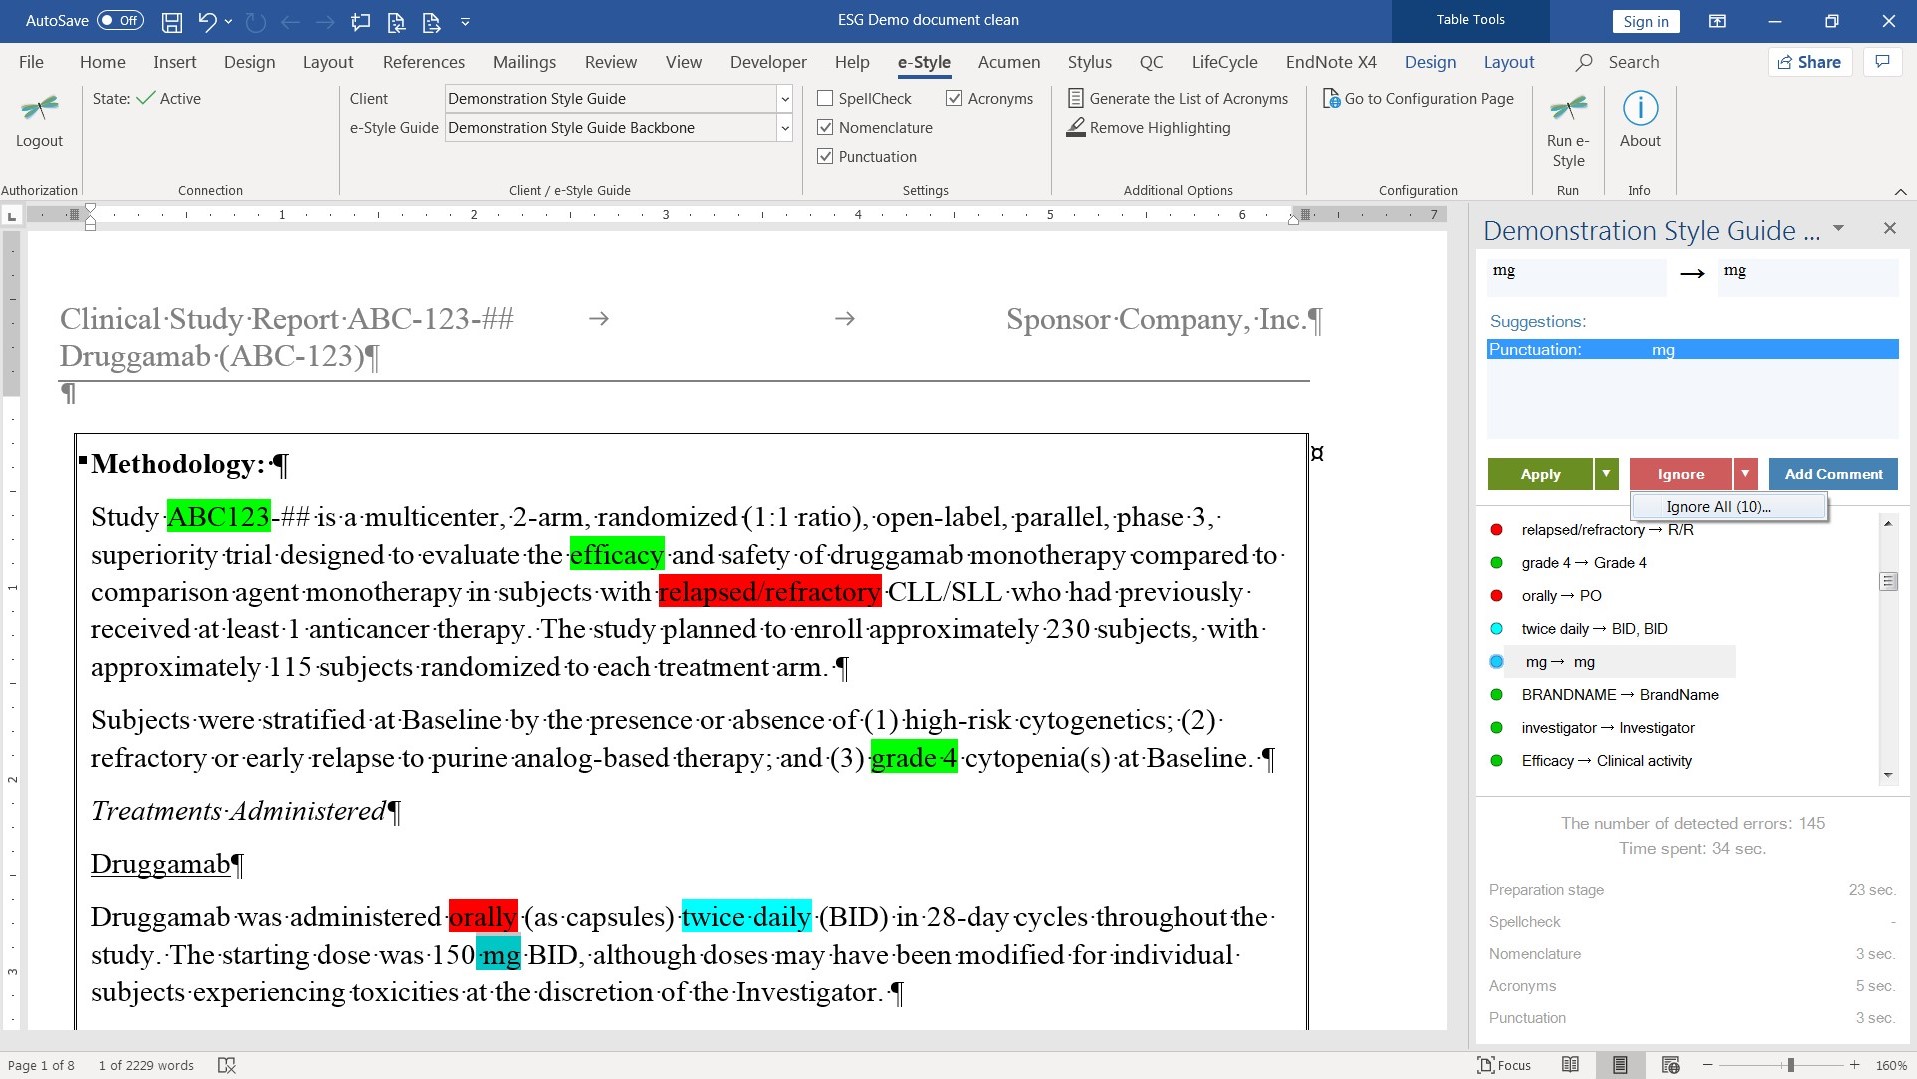 AutoSave Off
ESG Demo document clean
Table Tools
Sign in
File Home Insert Design Layout References Mailings Review View Developer Help e-Style Acumen Stylus QC LifeCycle EndNote X4 Design Layout Search Share
State: Active
Client Demonstration Style Guide
SpellCheck Acronyms
Generate the List of Acronyms
Go to Configuration Page
e-Style Guide Demonstration Style Guide Backbone
Nomenclature
Remove Highlighting
Logout
Run e-Style
About
Punctuation
Authorization Connection Client / e-Style Guide Settings Additional Options Configuration Run Info
1 2 3 4 5 6 7
Clinical·Study·Report·ABC-123-## → → Sponsor·Company,·Inc.¶
Druggamab·(ABC-123)¶
¶
Methodology:·¶
Study·ABC123-##·is·a·multicenter,·2-arm,·randomized·(1:1·ratio),·open-label,·parallel,·phase·3,·
superiority·trial·designed·to·evaluate·the·efficacy·and·safety·of·druggamab·monotherapy·compared·to·
comparison·agent·monotherapy·in·subjects·with·relapsed/refractory·CLL/SLL·who·had·previously·
received·at·least·1·anticancer·therapy.·The·study·planned·to·enroll·approximately·230·subjects,·with·
approximately·115·subjects·randomized·to·each·treatment·arm.·¶
Subjects·were·stratified·at·Baseline·by·the·presence·or·absence·of·(1)·high-risk·cytogenetics;·(2)·
refractory·or·early·relapse·to·purine·analog-based·therapy;·and·(3)·grade·4·cytopenia(s)·at·Baseline.·¶
Treatments·Administered¶
Druggamab¶
Druggamab·was·administered·orally·(as·capsules)·twice·daily·(BID)·in·28-day·cycles·throughout·the·
study.·The·starting·dose·was·150·mg·BID,·although·doses·may·have·been·modified·for·individual·
subjects·experiencing·toxicities·at·the·discretion·of·the·Investigator.·¶
1
2
3
Demonstration Style Guide ...
mg → mg
Suggestions:
Punctuation: mg
Apply Ignore Add Comment
Ignore All (10)...
relapsed/refractory → R/R
grade 4 → Grade 4
orally → PO
twice daily → BID, BID
mg → mg
BRANDNAME → BrandName
investigator → Investigator
Efficacy → Clinical activity
The number of detected errors: 145
Time spent: 34 sec.
Preparation stage 23 sec.
Spellcheck -
Nomenclature 3 sec.
Acronyms 5 sec.
Punctuation 3 sec.
Page 1 of 8 1 of 2229 words Focus 160%